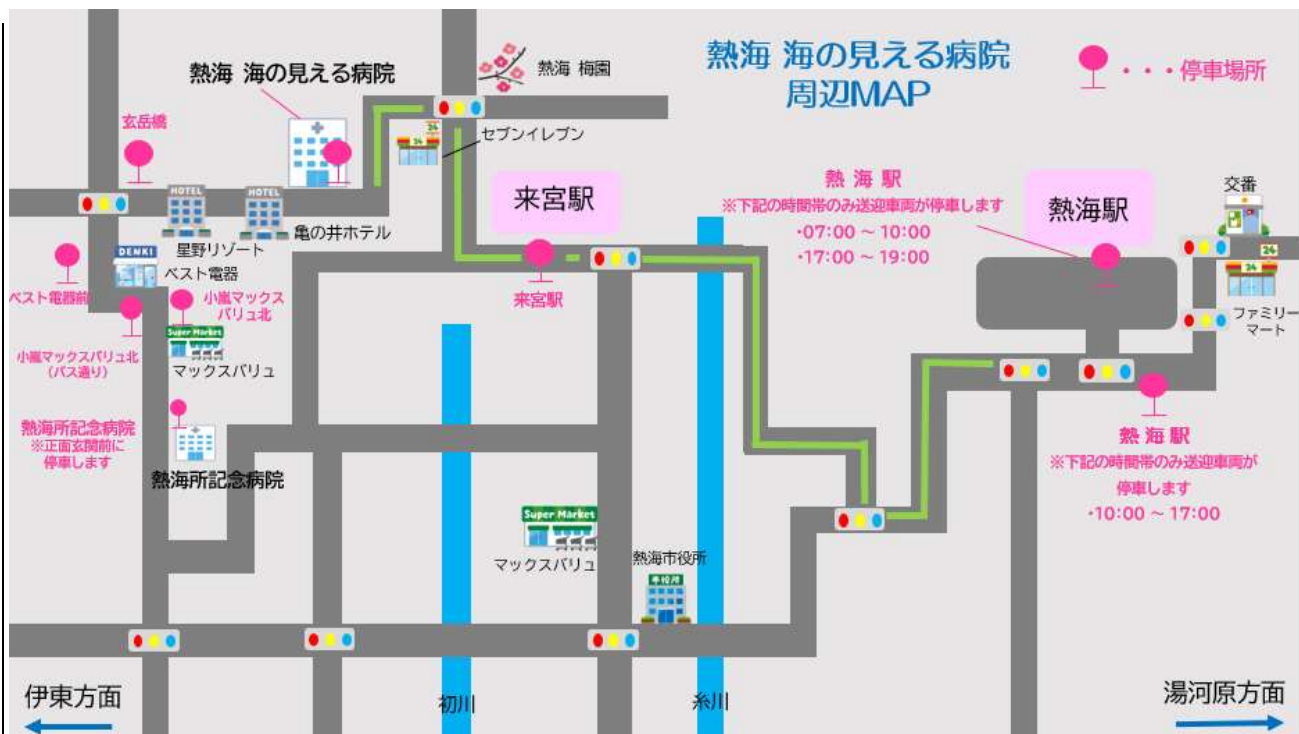 熱海 海の見える病院
周辺MAP
・・・停車場所
熱海 海の見える病院
熱海 梅園
玄岳橋
24
24
セブンイレブン
HOTEL
HOTEL
星野リゾート
亀の井ホテル
来宮駅
来宮駅
熱海駅
※下記の時間帯のみ送迎車両が停車します
・07:00 ~ 10:00
・17:00 ~ 19:00
熱海駅
交番
24
24
ファミリー
マート
DENKI
ベスト電器
ベスト電器前
小嵐マックス
バリュ北
小嵐マックスバリュ北
(バス通り)
Super Market
マックスバリュ
熱海所記念病院
※正面玄関前に
停車します
熱海所記念病院
熱海駅
※下記の時間帯のみ送迎車両が
停車します
・10:00 ~ 17:00
Super Market
マックスバリュ
熱海市役所
市役所
伊東方面
初川
糸川
湯河原方面